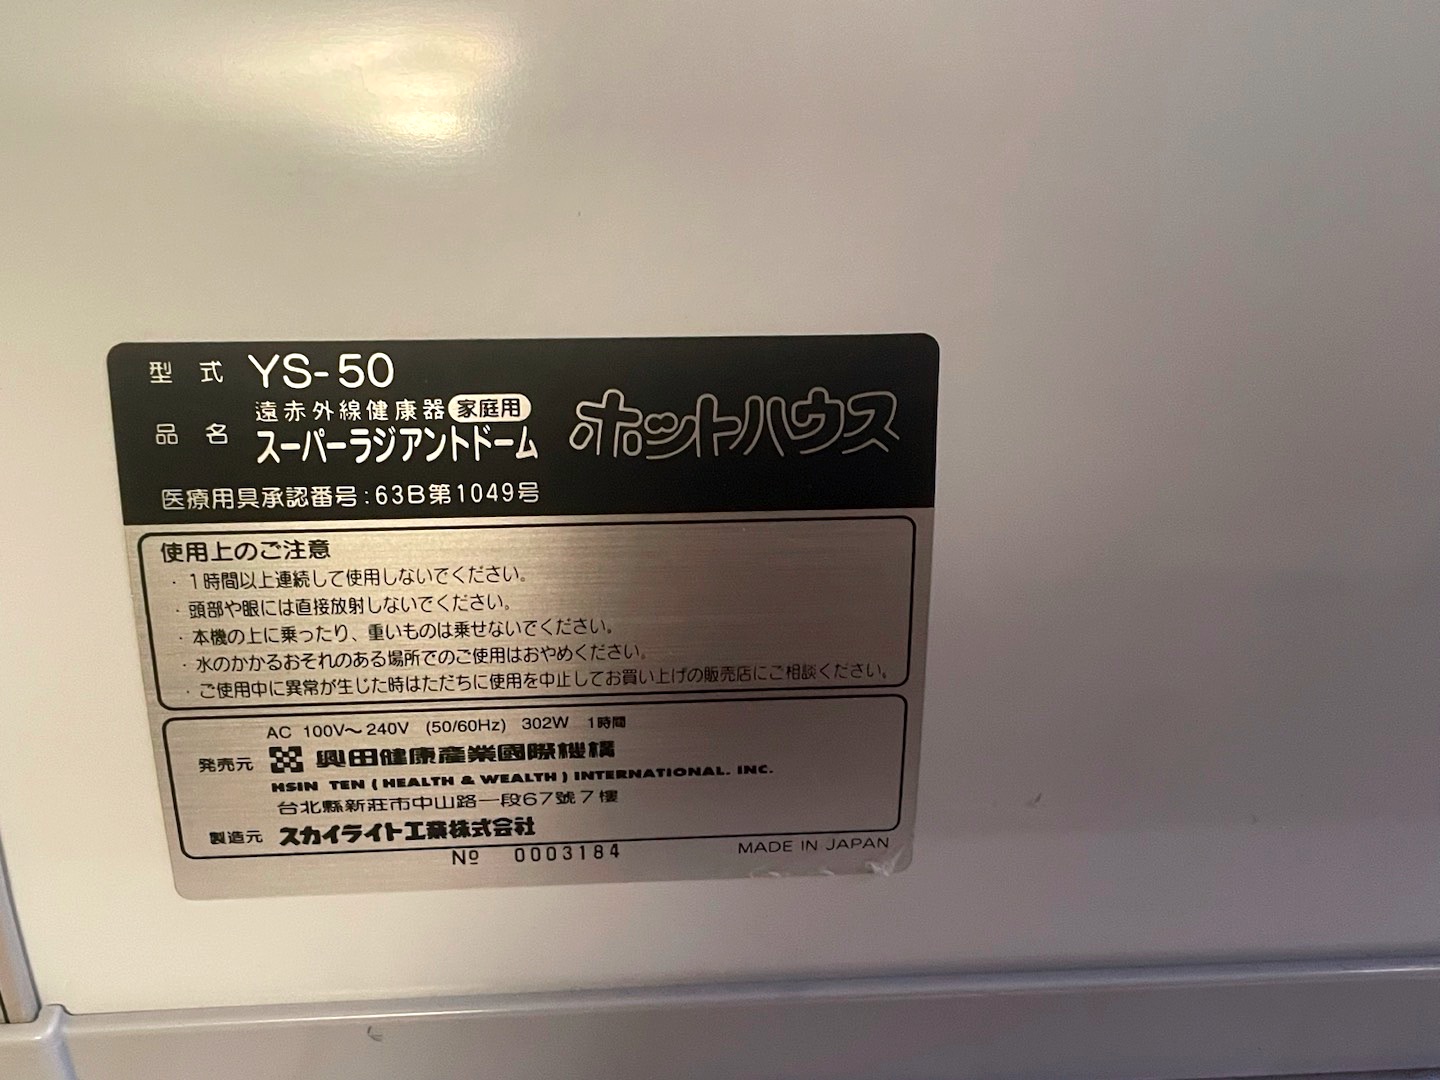 型式 YS-50
遠赤外線健康器 家庭用
品名 スーパーラジアントドーム
ホットハウス
医療用具承認番号:63B第1049号
使用上のご注意
・1時間以上連続して使用しないでください。
・頭部や眼には直接放射しないでください。
・本機の上に乗ったり、重いものは乗せないでください。
・水のかかるおそれのある場所でのご使用はおやめください。
・ご使用中に異常が生じた時はただちに使用を中止してお買い上げの販売店にご相談ください。
AC 100V～240V (50/60Hz) 302W 1時間
発売元 興田健康産業國際機構
HSIN TEN ( HEALTH & WEALTH ) INTERNATIONAL. INC.
台北縣新莊市中山路一段67號7樓
製造元 スカイライト工業株式会社
№ 0003184
MADE IN JAPAN